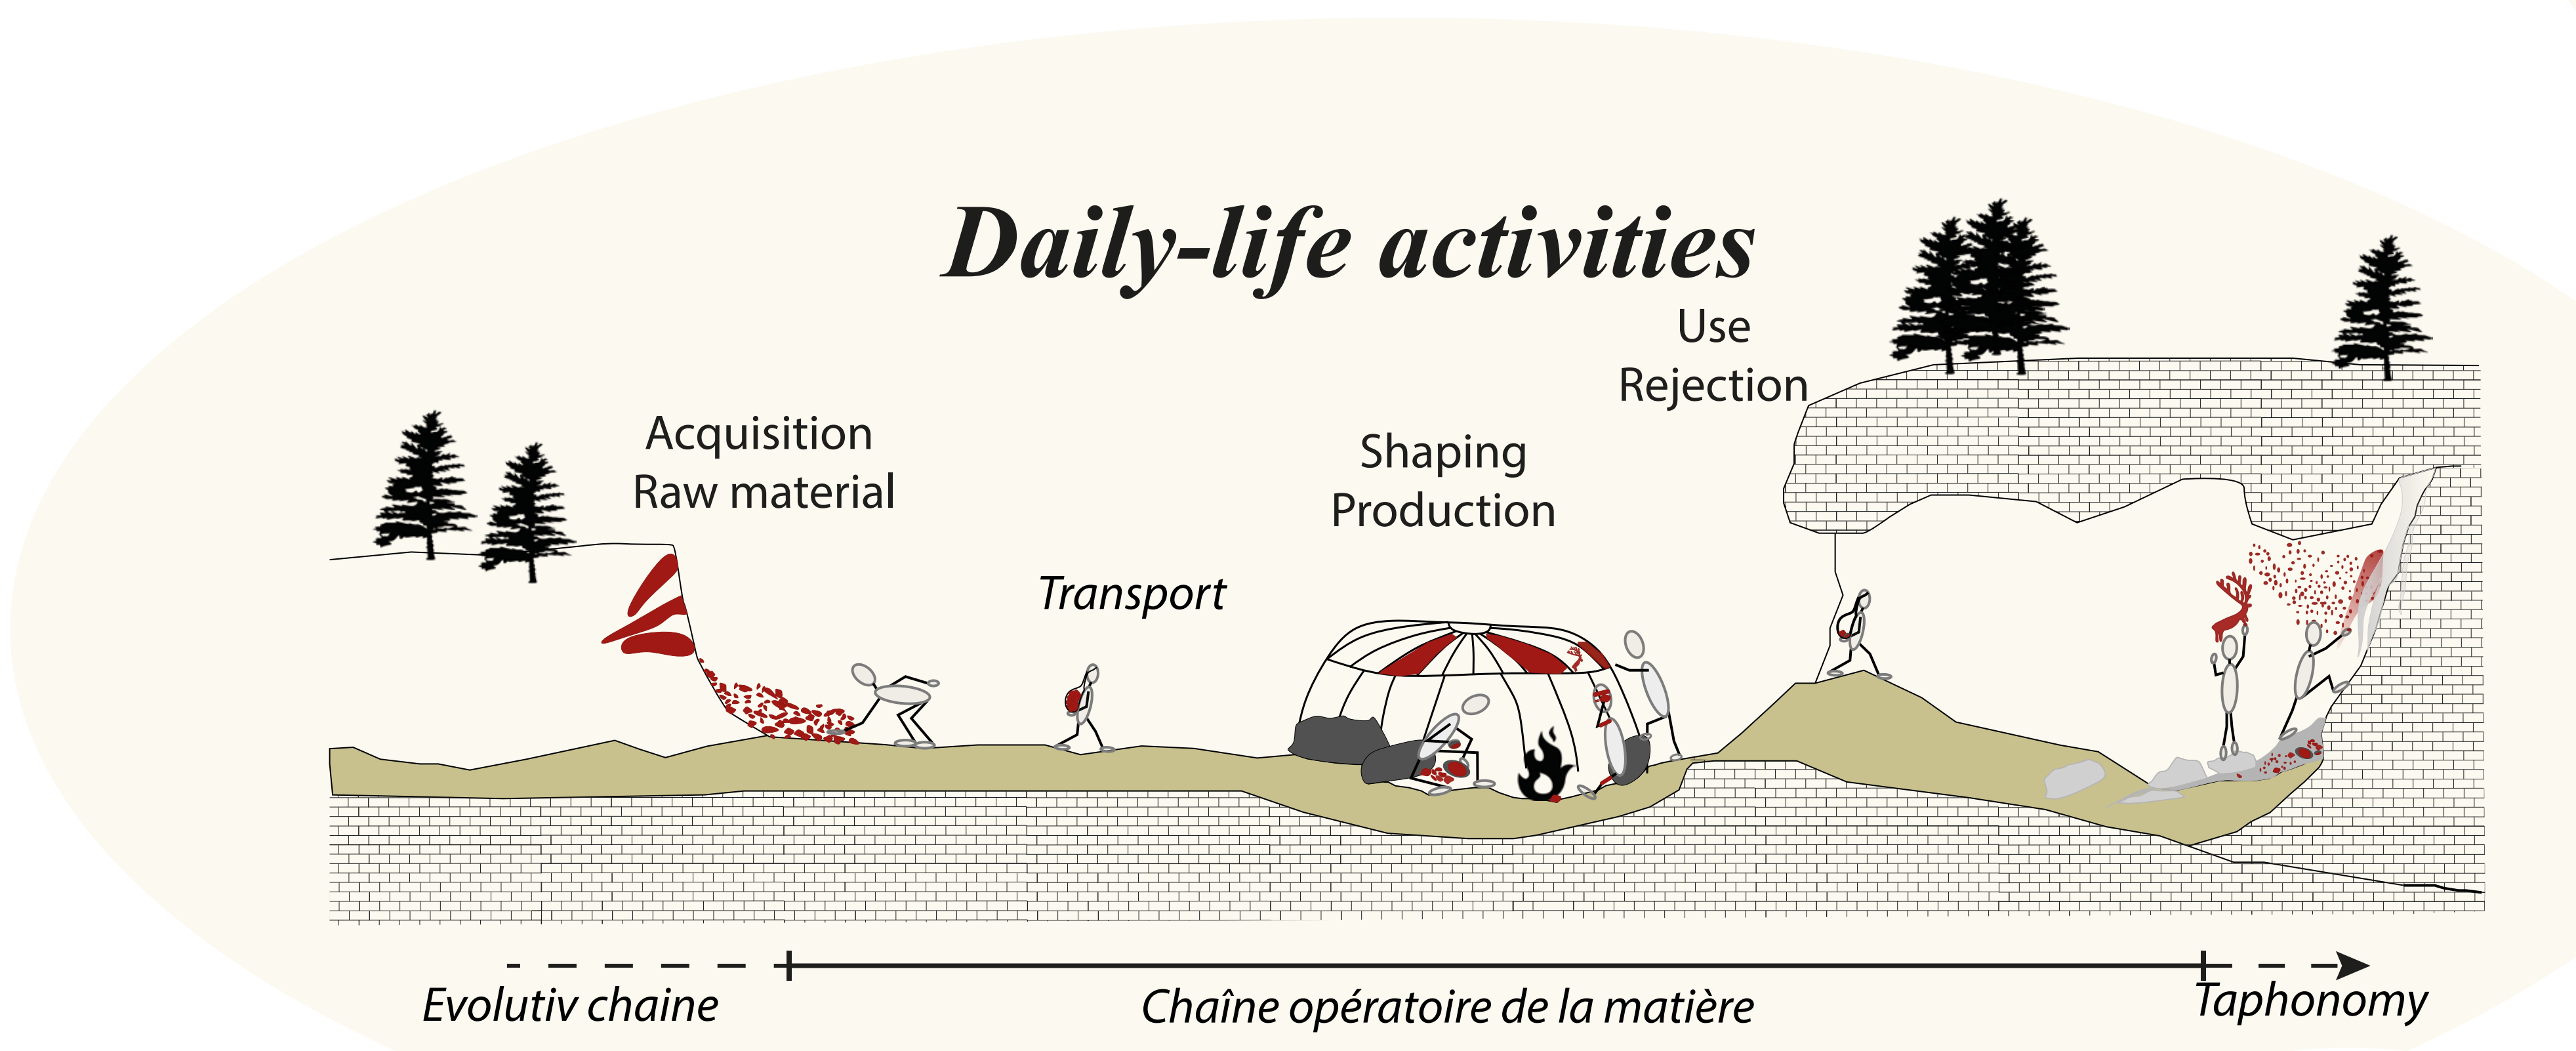 Daily-life activities
Use
Rejection
Acquisition
Raw material
Shaping
Production
Transport
Evolutiv chaine
Chaîne opératoire de la matière
Taphonomy